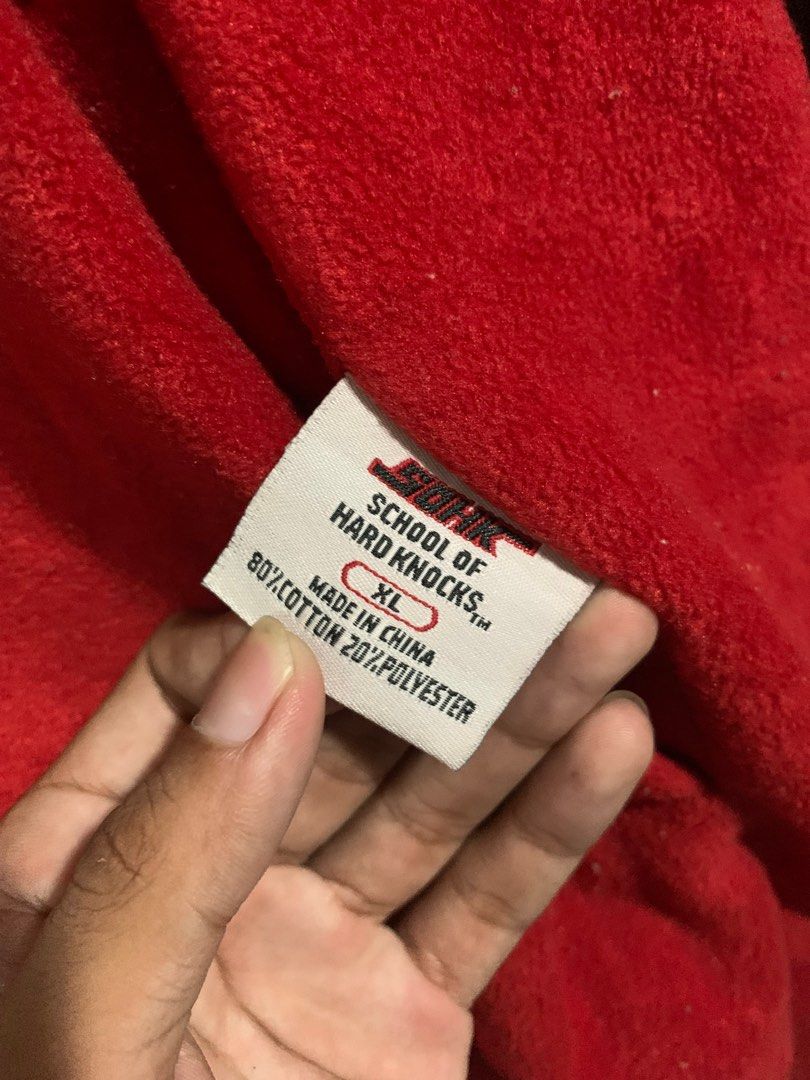 SOHK
SCHOOL OF
HARD KNOCKS™
XL
MADE IN CHINA
80%COTTON 20%POLYESTER